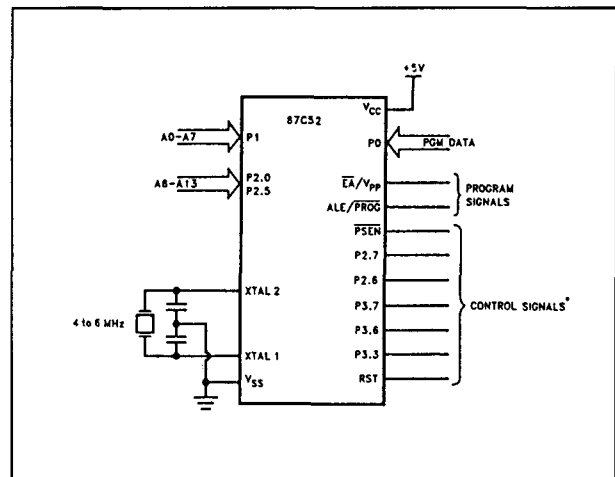 +5V
87C52
VCC
A0-A7
P1
P0
PGM DATA
A8-A13
P2.0
P2.5
EA/VPP
ALE/PROG
PROGRAM
SIGNALS
PSEN
P2.7
P2.6
XTAL 2
P3.7
CONTROL SIGNALS*
4 to 6 MHz
P3.6
XTAL 1
P3.3
VSS
RST